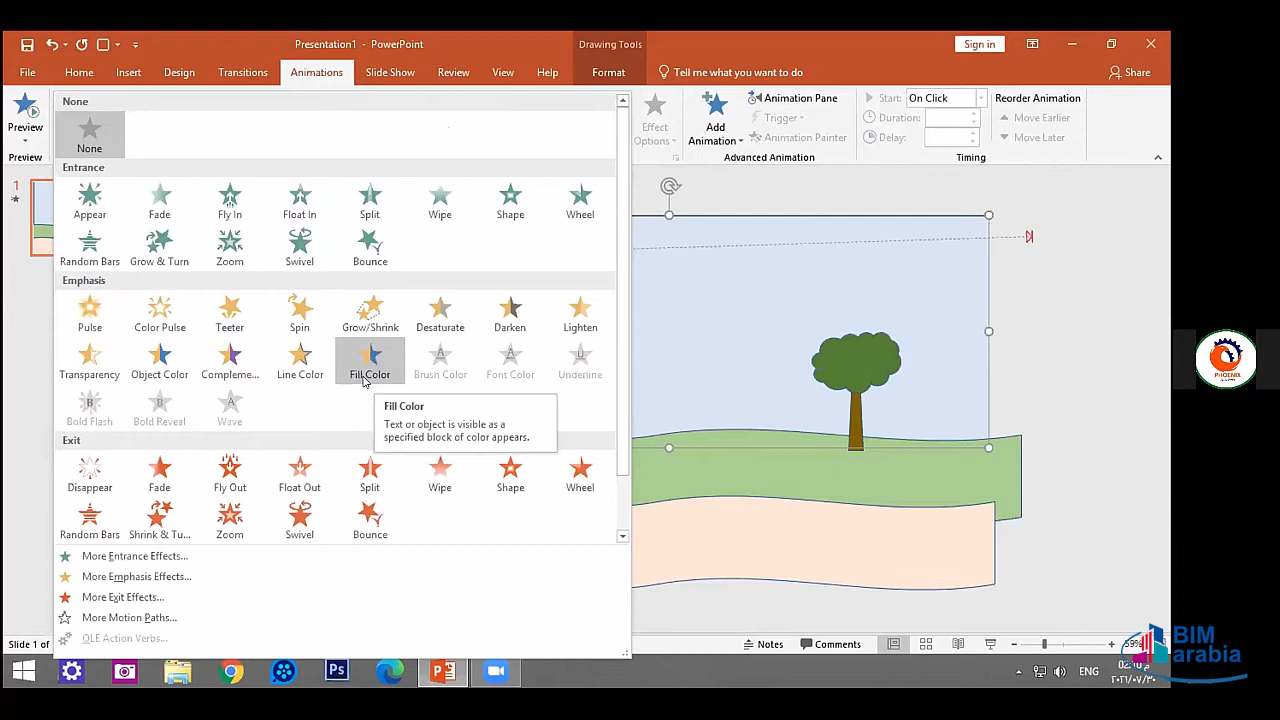 Presentation1 - PowerPoint
Drawing Tools
Sign in
File Home Insert Design Transitions Animations Slide Show Review View Help Format Tell me what you want to do Share
Preview
Preview
Effect
Options
Add
Animation
Animation Pane
Trigger
Animation Painter
Advanced Animation
Start: On Click
Duration:
Delay:
Timing
Reorder Animation
Move Earlier
Move Later
1
None
None
Entrance
Appear Fade Fly In Float In Split Wipe Shape Wheel
Random Bars Grow & Turn Zoom Swivel Bounce
Emphasis
Pulse Color Pulse Teeter Spin Grow/Shrink Desaturate Darken Lighten
Transparency Object Color Compleme... Line Color Fill Color Brush Color Font Color Underline
Bold Flash Bold Reveal Wave
Fill Color
Text or object is visible as a
specified block of color appears.
Exit
Disappear Fade Fly Out Float Out Split Wipe Shape Wheel
Random Bars Shrink & Tu... Zoom Swivel Bounce
More Entrance Effects...
More Emphasis Effects...
More Exit Effects...
More Motion Paths...
OLE Action Verbs...
Slide 1 of
Notes Comments
Ps
ENG
٢٠٢١/٠٧/٣٠
PHOENIX
BIM
arabia